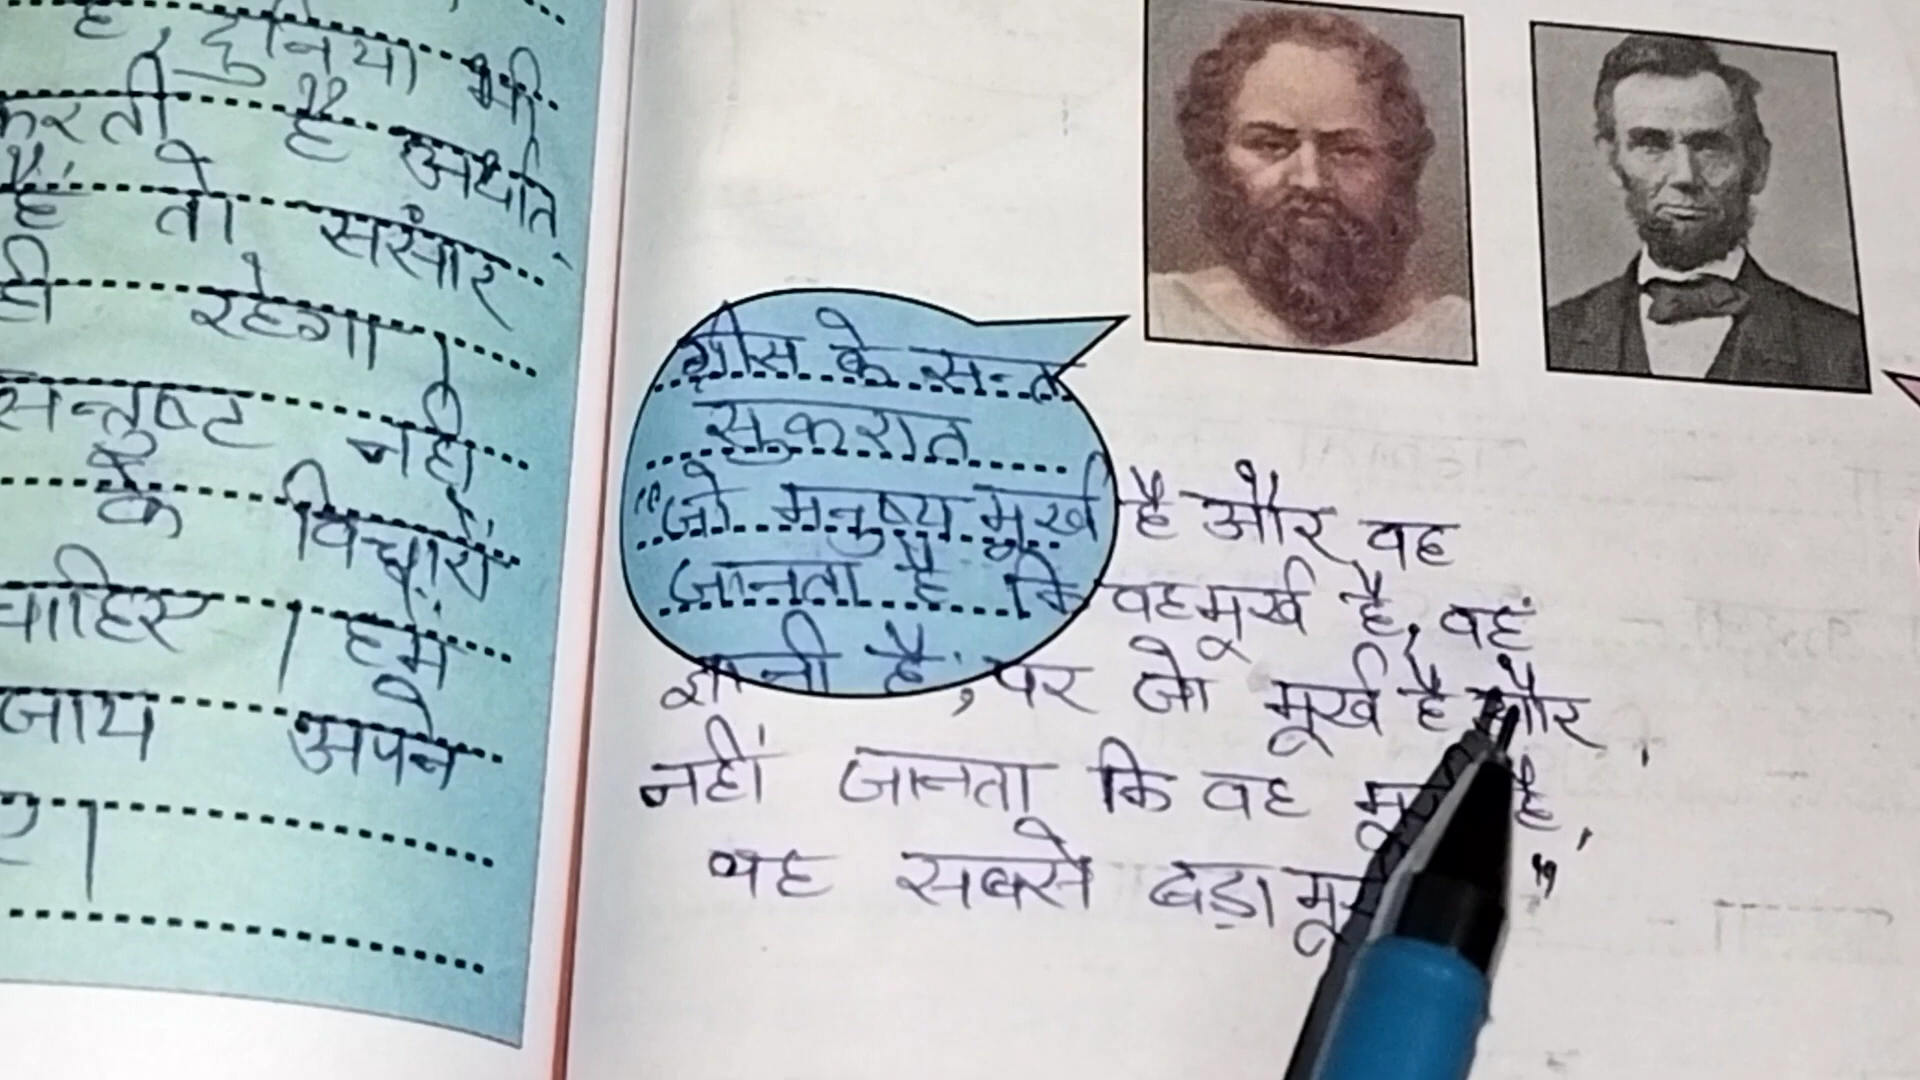 है, दुनिया भी
करती है अर्थात्
हैं तो संसार
ही रहेगा।
सन्तुष्ट नही
के विचारों
चाहिए। हमें
जाय अपने
ए।
ग्रीस के सन्त
सुकरात
"जो मनुष्य मूर्ख है और वह
जानता है कि वह मूर्ख है, वहं
ज्ञानी है; पर जो मूर्ख है और
नहीं जानता कि वह है,
वह सबसे बड़ा "